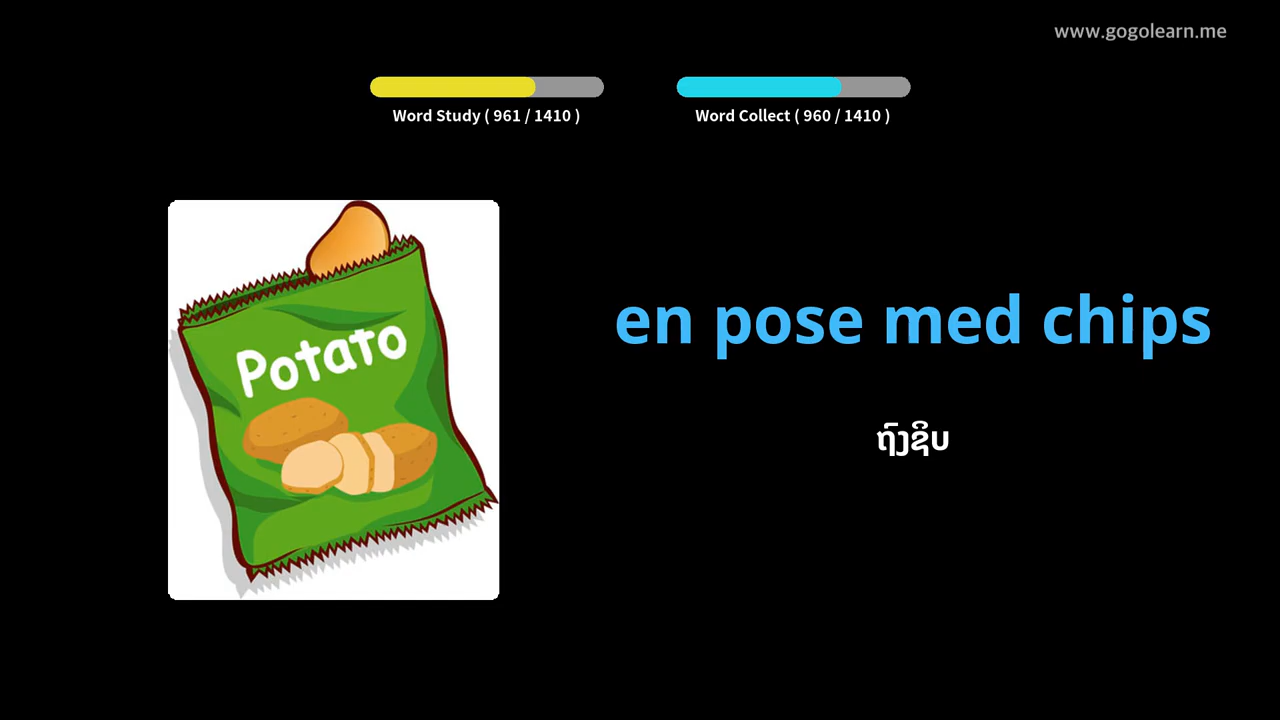 www.gogolearn.me
Word Study ( 961 / 1410 )
Word Collect ( 960 / 1410 )
Potato
en pose med chips
ຖົງຊິບ